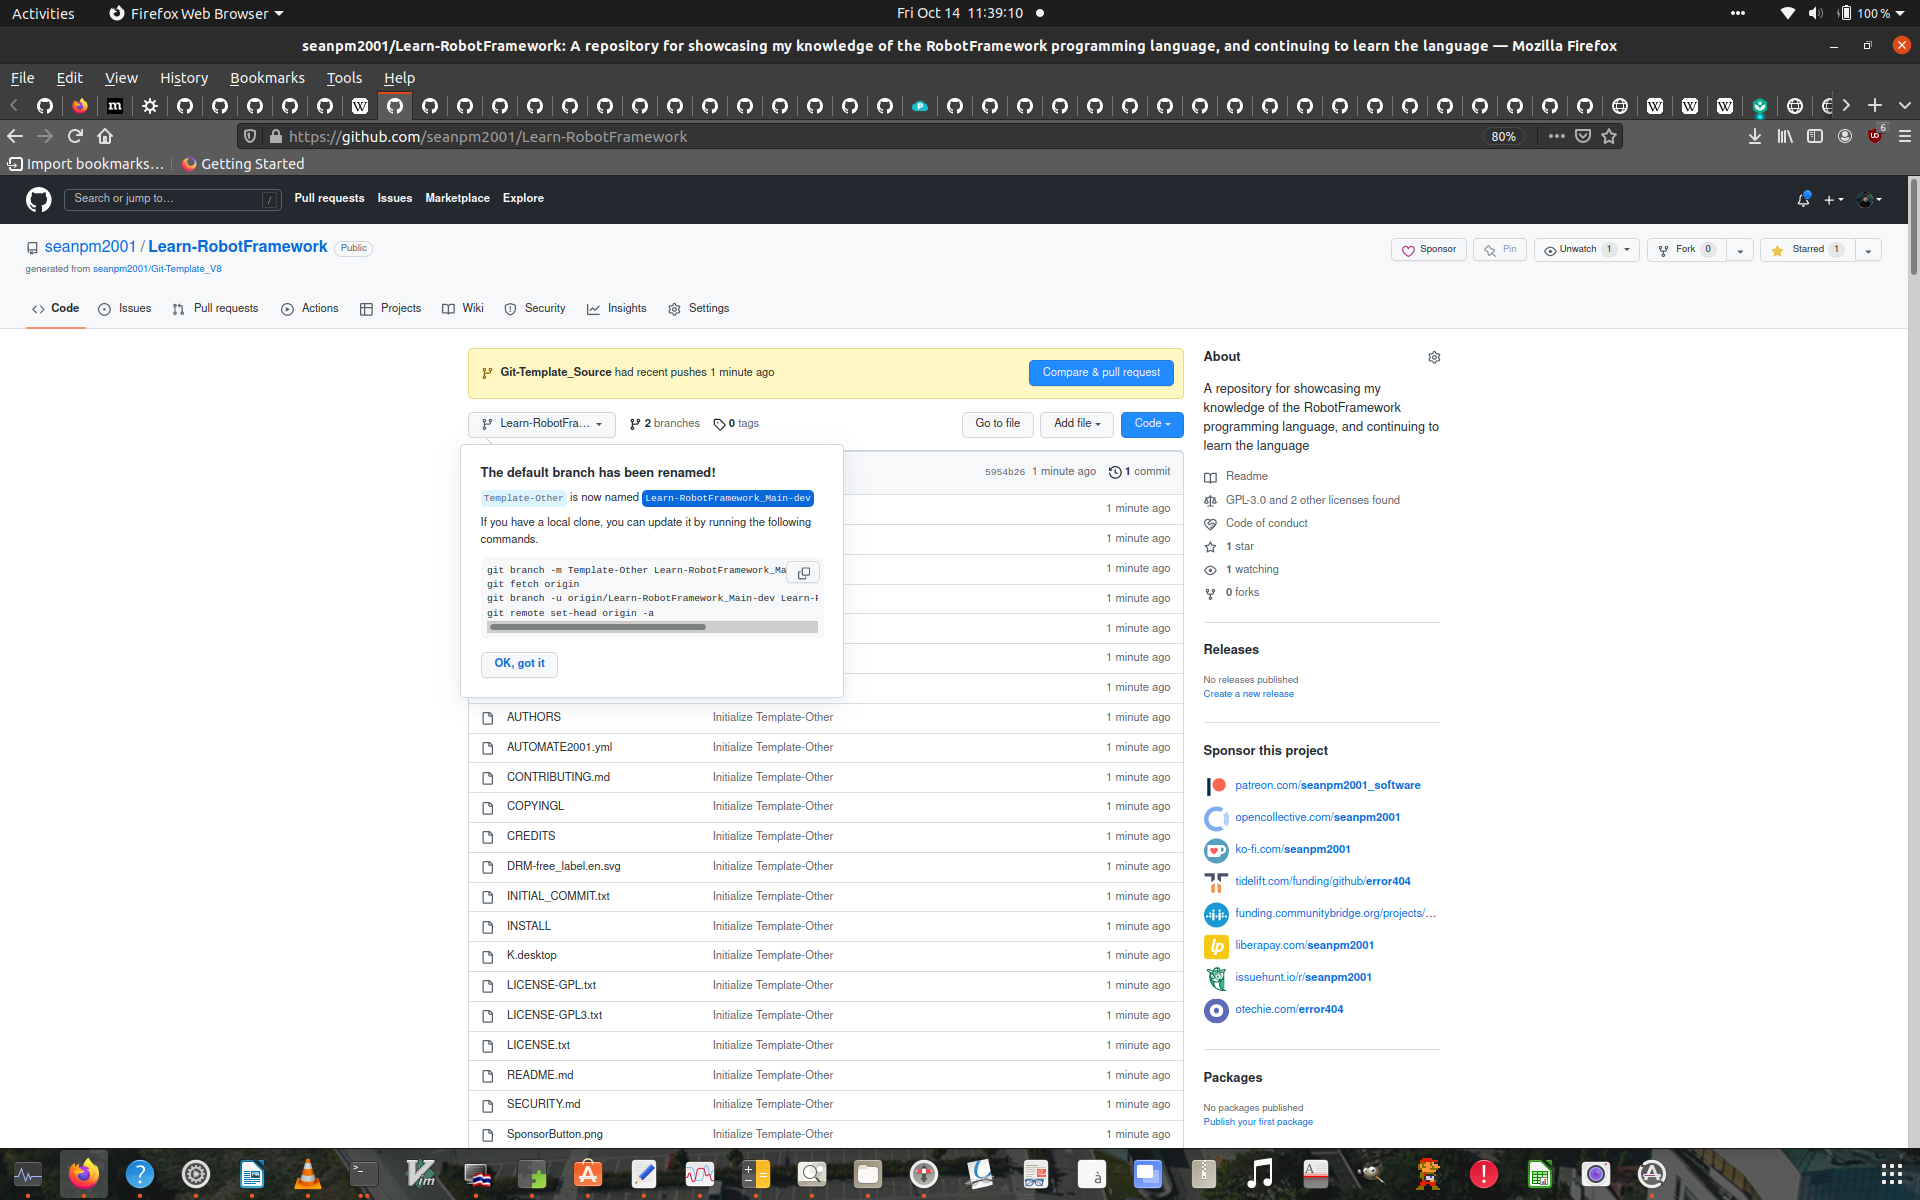 Activities
Firefox Web Browser
Fri Oct 14 11:39:10
100 %
seanpm2001/Learn-RobotFramework: A repository for showcasing my knowledge of the RobotFramework programming language, and continuing to learn the language — Mozilla Firefox
File Edit View History Bookmarks Tools Help
https://github.com/seanpm2001/Learn-RobotFramework
80%
6
Import bookmarks…
Getting Started
Search or jump to…
/
Pull requests Issues Marketplace Explore
seanpm2001 / Learn-RobotFramework
Public
generated from seanpm2001/Git-Template_V8
Sponsor
Pin
Unwatch 1
Fork 0
Starred 1
Code
Issues
Pull requests
Actions
Projects
Wiki
Security
Insights
Settings
Git-Template_Source had recent pushes 1 minute ago
Compare & pull request
Learn-RobotFra…
2 branches
0 tags
Go to file
Add file
Code
The default branch has been renamed!
Template-Other is now named Learn-RobotFramework_Main-dev
If you have a local clone, you can update it by running the following
commands.
git branch -m Template-Other Learn-RobotFramework_Ma
git fetch origin
git branch -u origin/Learn-RobotFramework_Main-dev Learn-R
git remote set-head origin -a
OK, got it
5954b26 1 minute ago
1 commit
1 minute ago
1 minute ago
1 minute ago
1 minute ago
1 minute ago
1 minute ago
1 minute ago
AUTHORS Initialize Template-Other 1 minute ago
AUTOMATE2001.yml Initialize Template-Other 1 minute ago
CONTRIBUTING.md Initialize Template-Other 1 minute ago
COPYINGL Initialize Template-Other 1 minute ago
CREDITS Initialize Template-Other 1 minute ago
DRM-free_label.en.svg Initialize Template-Other 1 minute ago
INITIAL_COMMIT.txt Initialize Template-Other 1 minute ago
INSTALL Initialize Template-Other 1 minute ago
K.desktop Initialize Template-Other 1 minute ago
LICENSE-GPL.txt Initialize Template-Other 1 minute ago
LICENSE-GPL3.txt Initialize Template-Other 1 minute ago
LICENSE.txt Initialize Template-Other 1 minute ago
README.md Initialize Template-Other 1 minute ago
SECURITY.md Initialize Template-Other 1 minute ago
SponsorButton.png Initialize Template-Other 1 minute ago
About
A repository for showcasing my
knowledge of the RobotFramework
programming language, and continuing to
learn the language
Readme
GPL-3.0 and 2 other licenses found
Code of conduct
1 star
1 watching
0 forks
Releases
No releases published
Create a new release
Sponsor this project
patreon.com/seanpm2001_software
opencollective.com/seanpm2001
ko-fi.com/seanpm2001
tidelift.com/funding/github/error404
funding.communitybridge.org/projects/…
liberapay.com/seanpm2001
issuehunt.io/r/seanpm2001
otechie.com/error404
Packages
No packages published
Publish your first package